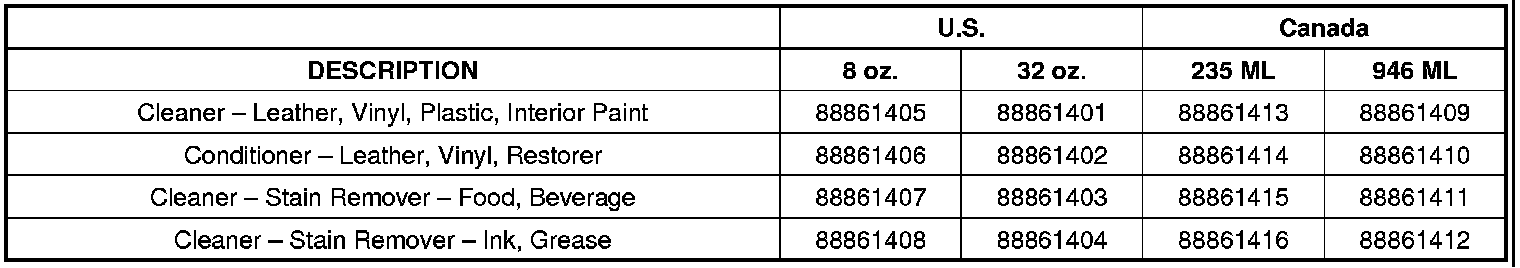 U.S. Canada
DESCRIPTION 8 oz. 32 oz. 235 ML 946 ML
Cleaner – Leather, Vinyl, Plastic, Interior Paint 88861405 88861401 88861413 88861409
Conditioner – Leather, Vinyl, Restorer 88861406 88861402 88861414 88861410
Cleaner – Stain Remover – Food, Beverage 88861407 88861403 88861415 88861411
Cleaner – Stain Remover – Ink, Grease 88861408 88861404 88861416 88861412